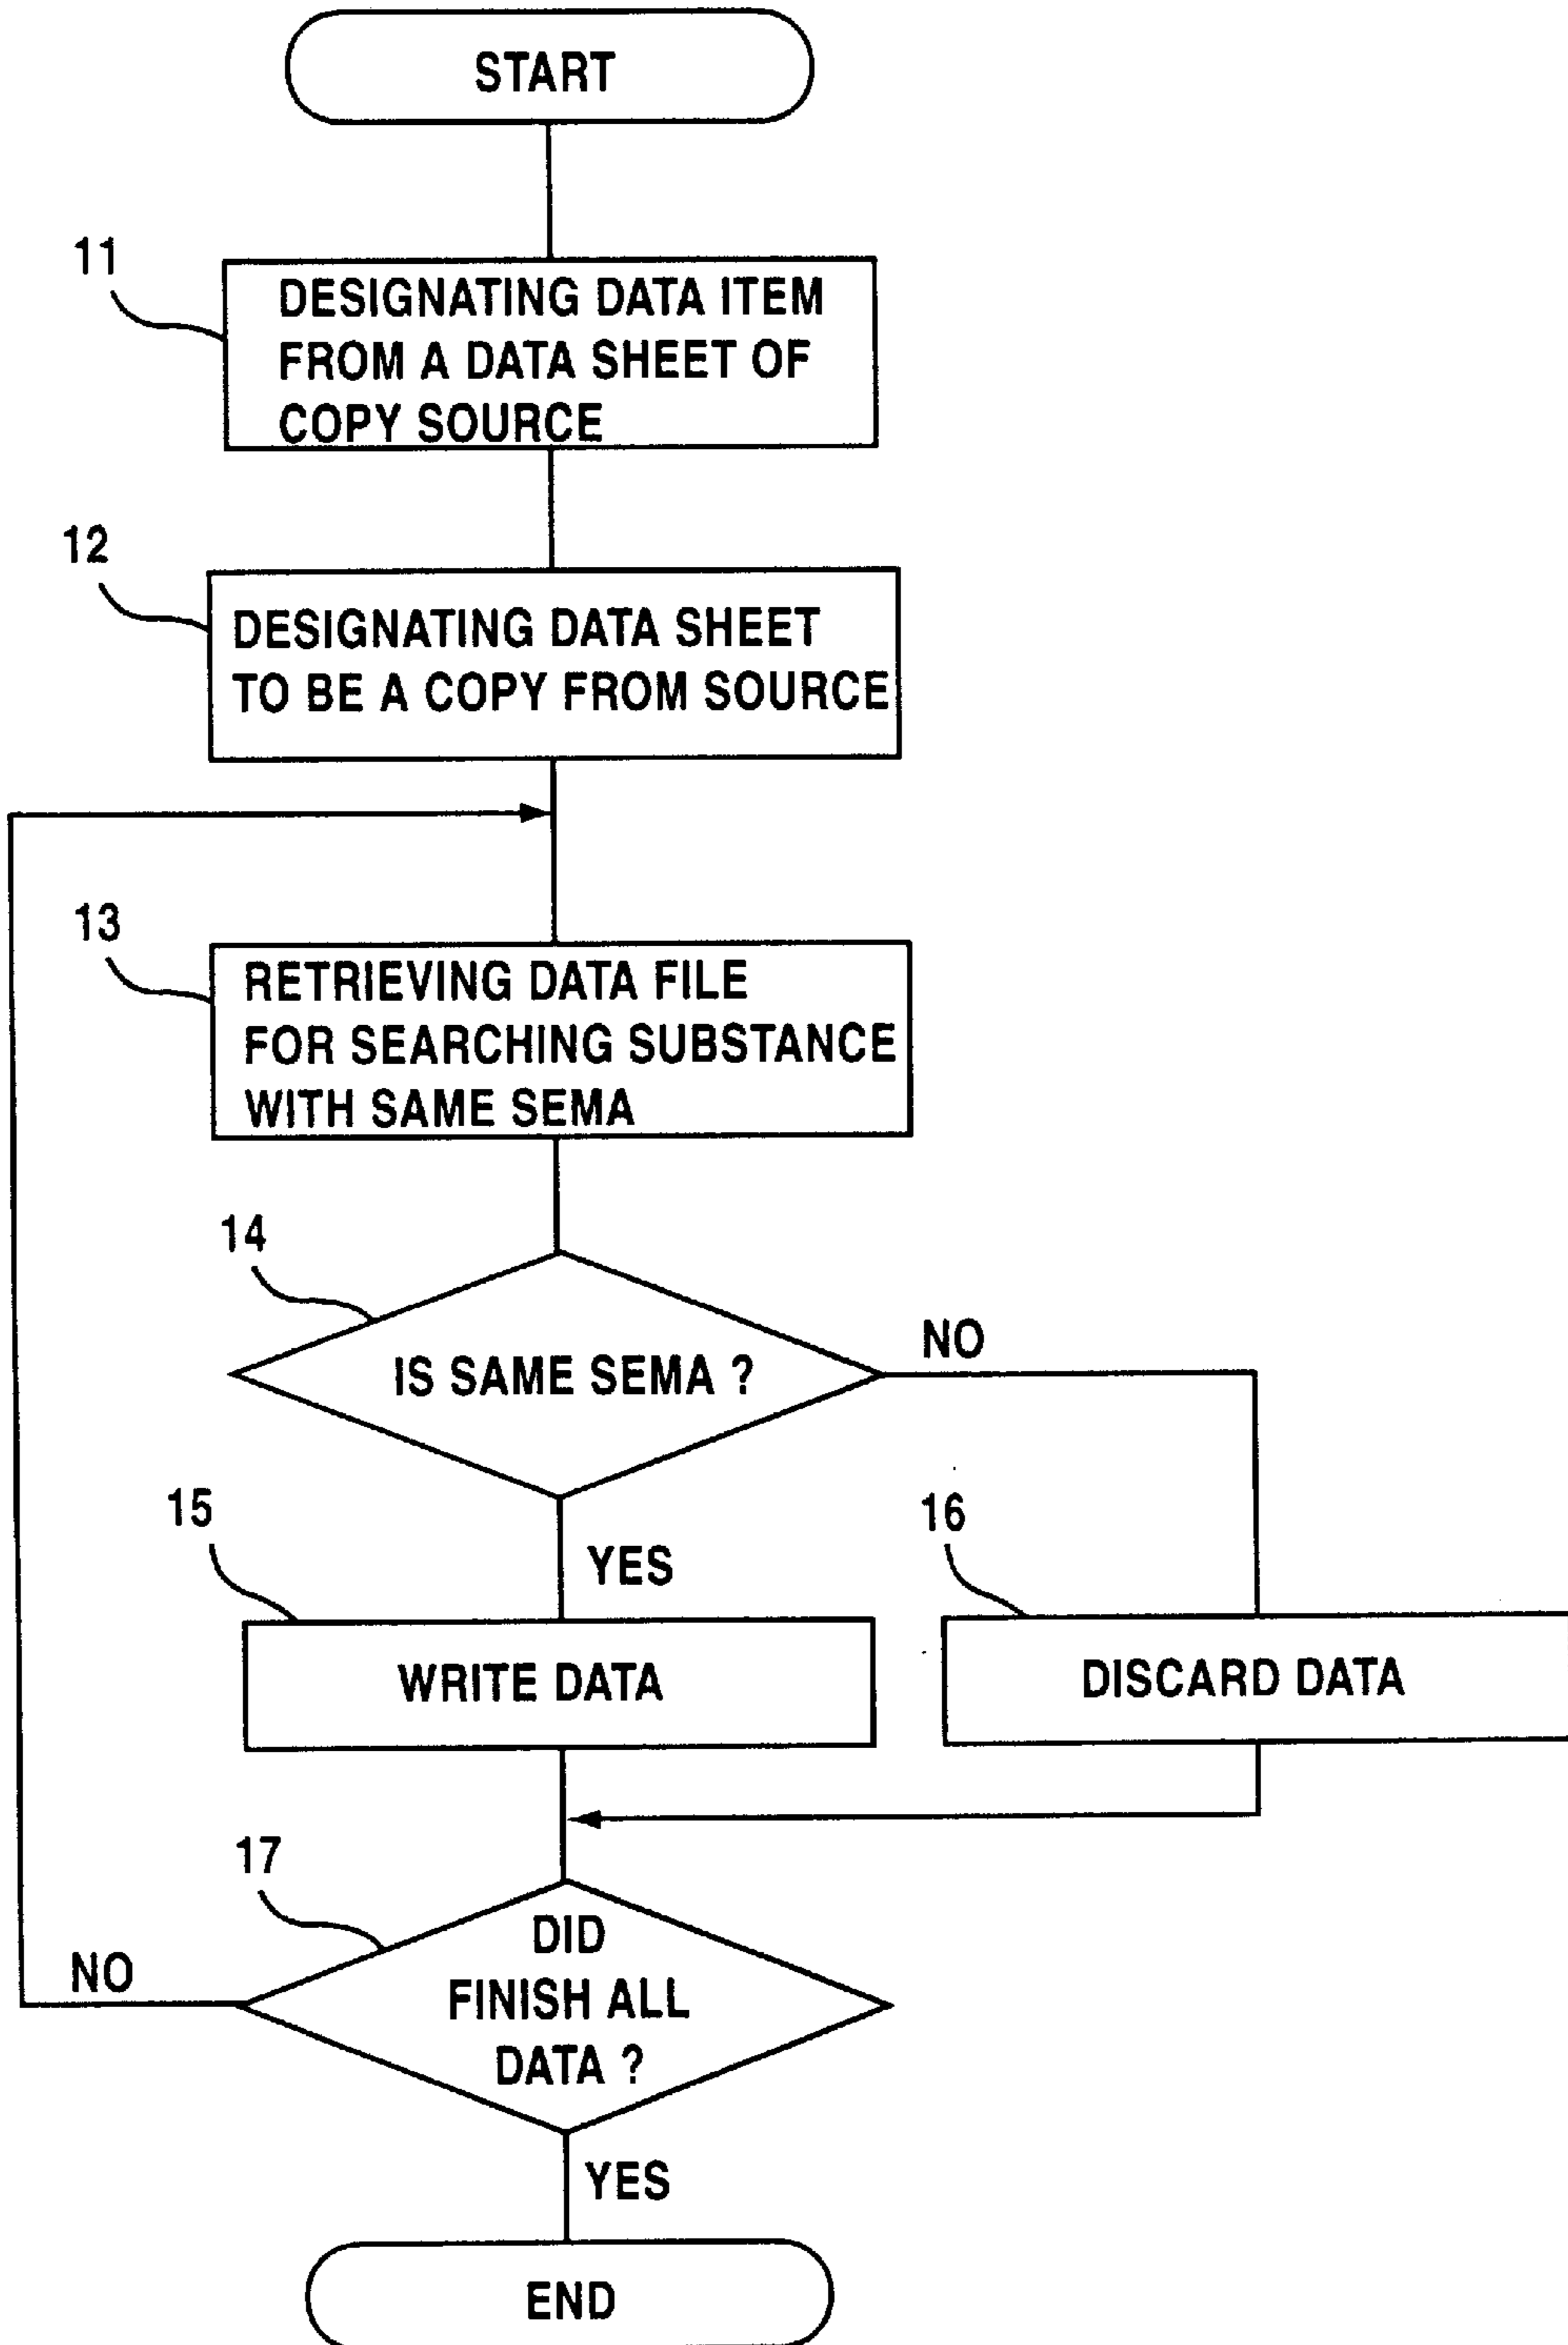 START
11
DESIGNATING DATA ITEM
FROM A DATA SHEET OF
COPY SOURCE
12
DESIGNATING DATA SHEET
TO BE A COPY FROM SOURCE
13
RETRIEVING DATA FILE
FOR SEARCHING SUBSTANCE
WITH SAME SEMA
14
IS SAME SEMA ?
NO
YES
15
WRITE DATA
16
DISCARD DATA
17
DID
FINISH ALL
DATA ?
NO
YES
END